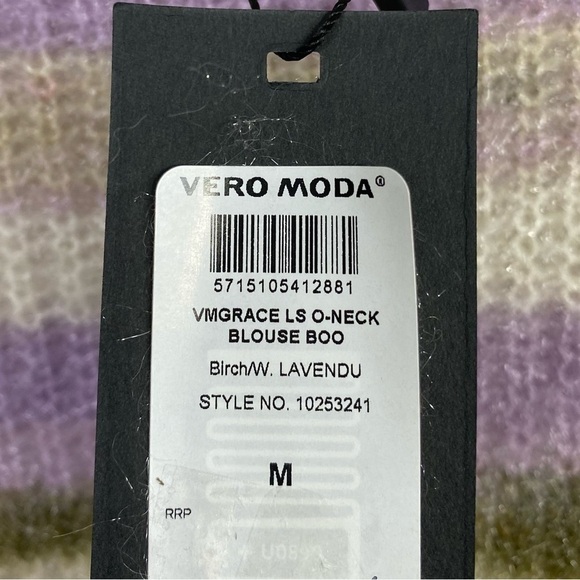 VERO MODA®
5715105412881
VMGRACE LS O-NECK
BLOUSE BOO
Birch/W. LAVENDU
STYLE NO. 10253241
M
RRP